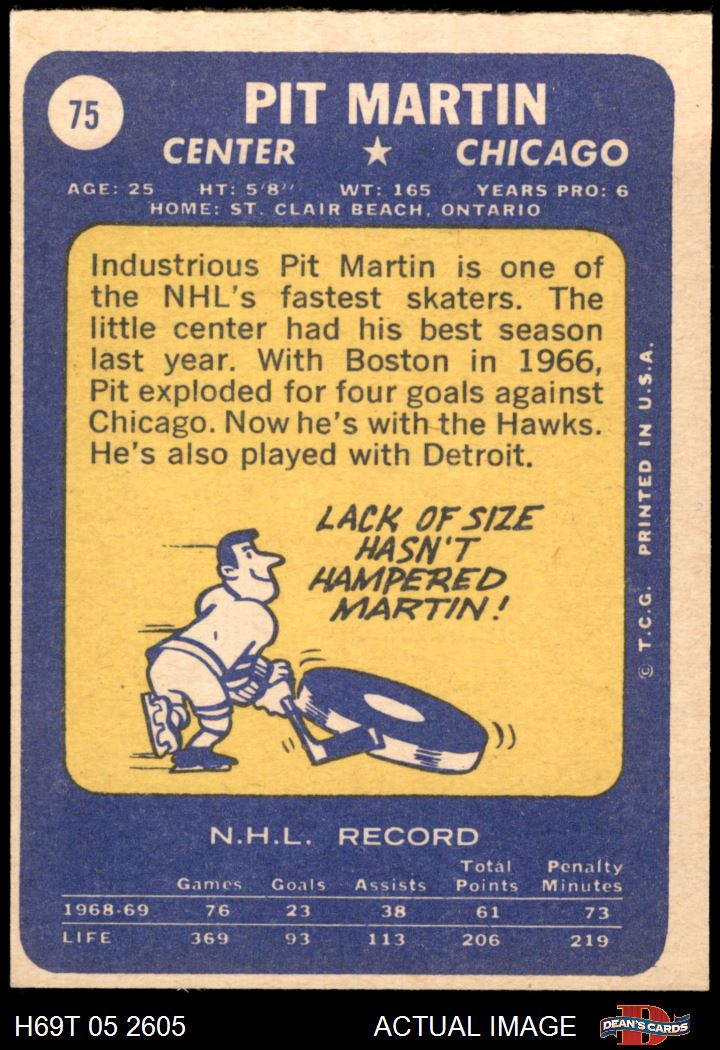 75
PIT MARTIN
CENTER ★ CHICAGO
AGE: 25 HT: 5'8'' WT: 165 YEARS PRO: 6
HOME: ST. CLAIR BEACH, ONTARIO
Industrious Pit Martin is one of
the NHL's fastest skaters. The
little center had his best season
last year. With Boston in 1966,
Pit exploded for four goals against
Chicago. Now he's with the Hawks.
He's also played with Detroit.
LACK OF SIZE
HASN'T
HAMPERED
MARTIN!
© T.C.G. PRINTED IN U.S.A.
N.H.L. RECORD
Games Goals Assists Total Points Penalty Minutes
1968-69 76 23 38 61 73
LIFE 369 93 113 206 219
H69T 05 2605 ACTUAL IMAGE D DEAN'S CARDS